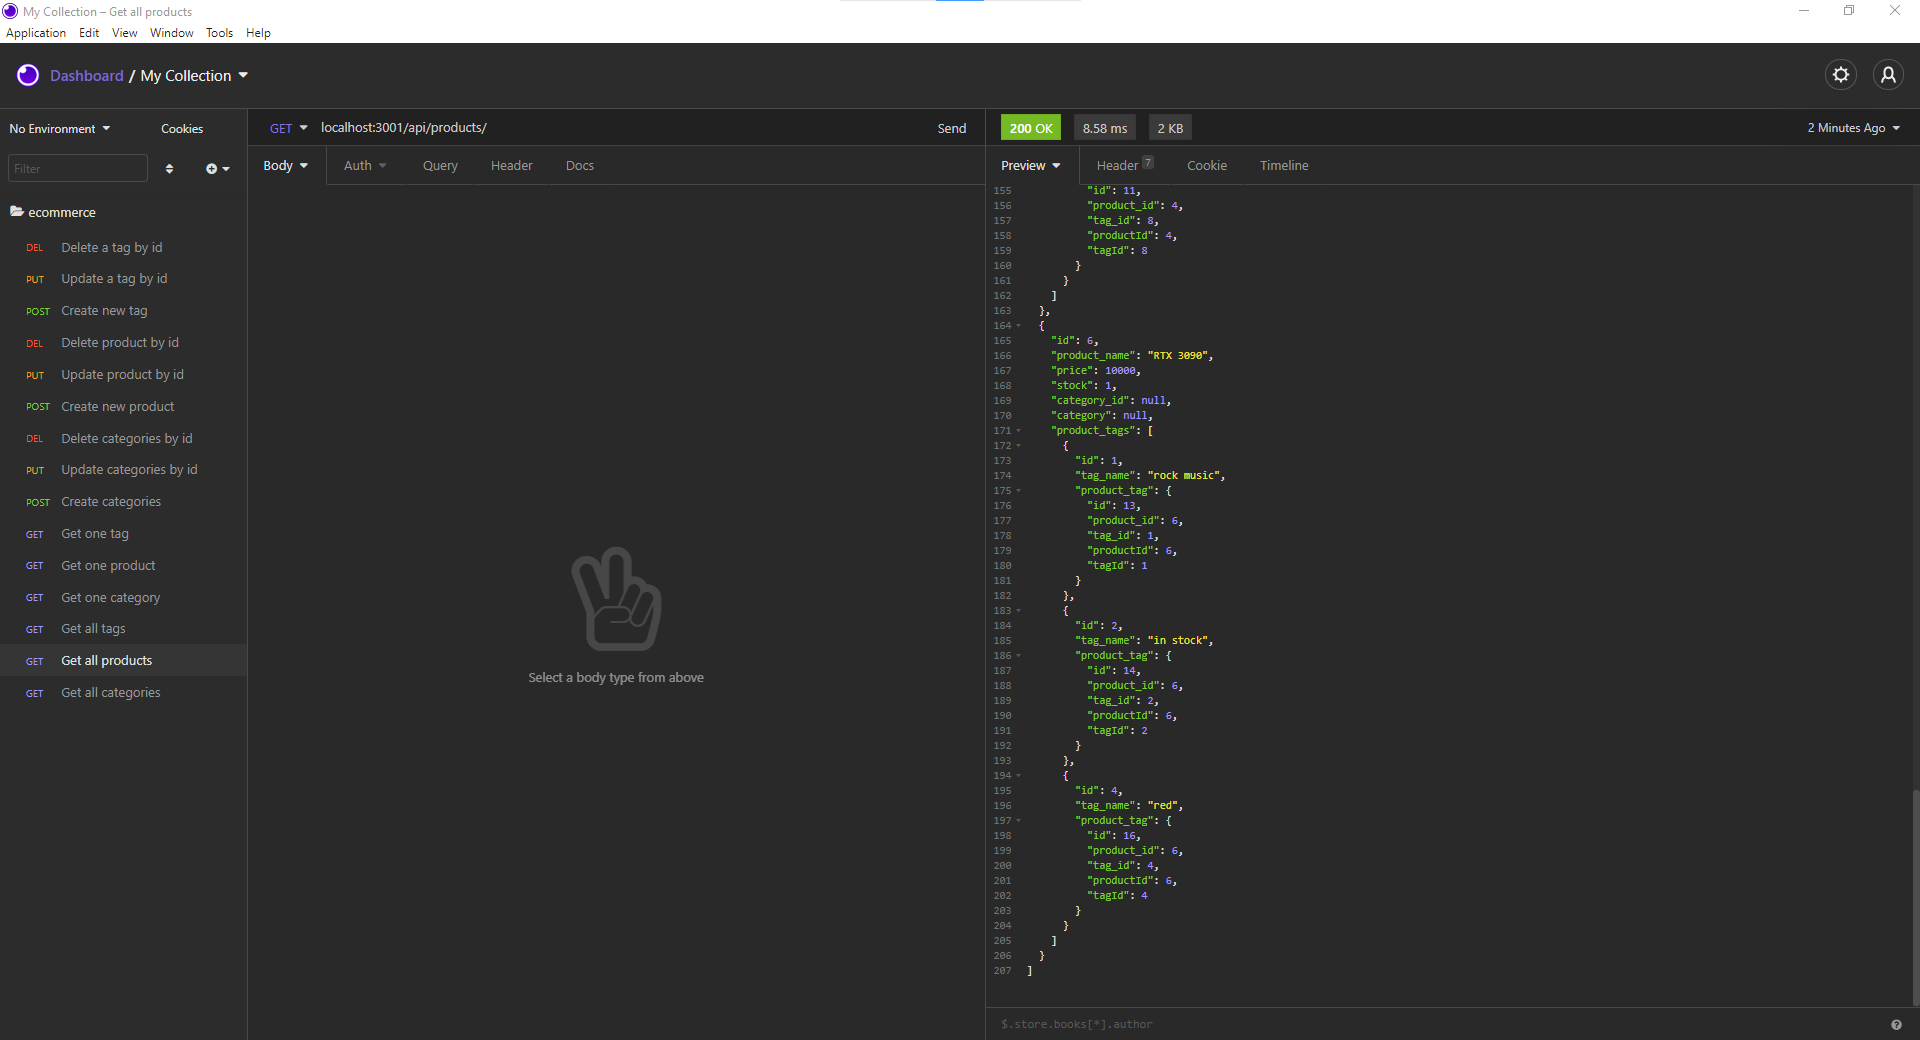 My Collection – Get all products
Application Edit View Window Tools Help
Dashboard / My Collection
No Environment Cookies
Filter
ecommerce
DEL Delete a tag by id
PUT Update a tag by id
POST Create new tag
DEL Delete product by id
PUT Update product by id
POST Create new product
DEL Delete categories by id
PUT Update categories by id
POST Create categories
GET Get one tag
GET Get one product
GET Get one category
GET Get all tags
GET Get all products
GET Get all categories
GET localhost:3001/api/products/ Send
Body Auth Query Header Docs
Select a body type from above
200 OK 8.58 ms 2 KB 2 Minutes Ago
Preview Header 7 Cookie Timeline
155 "id": 11,
156 "product_id": 4,
157 "tag_id": 8,
158 "productId": 4,
159 "tagId": 8
160 }
161 }
162 ]
163 },
164 {
165 "id": 6,
166 "product_name": "RTX 3090",
167 "price": 10000,
168 "stock": 1,
169 "category_id": null,
170 "category": null,
171 "product_tags": [
172 {
173 "id": 1,
174 "tag_name": "rock music",
175 "product_tag": {
176 "id": 13,
177 "product_id": 6,
178 "tag_id": 1,
179 "productId": 6,
180 "tagId": 1
181 }
182 },
183 {
184 "id": 2,
185 "tag_name": "in stock",
186 "product_tag": {
187 "id": 14,
188 "product_id": 6,
189 "tag_id": 2,
190 "productId": 6,
191 "tagId": 2
192 }
193 },
194 {
195 "id": 4,
196 "tag_name": "red",
197 "product_tag": {
198 "id": 16,
199 "product_id": 6,
200 "tag_id": 4,
201 "productId": 6,
202 "tagId": 4
203 }
204 }
205 ]
206 }
207 ]
$.store.books[*].author